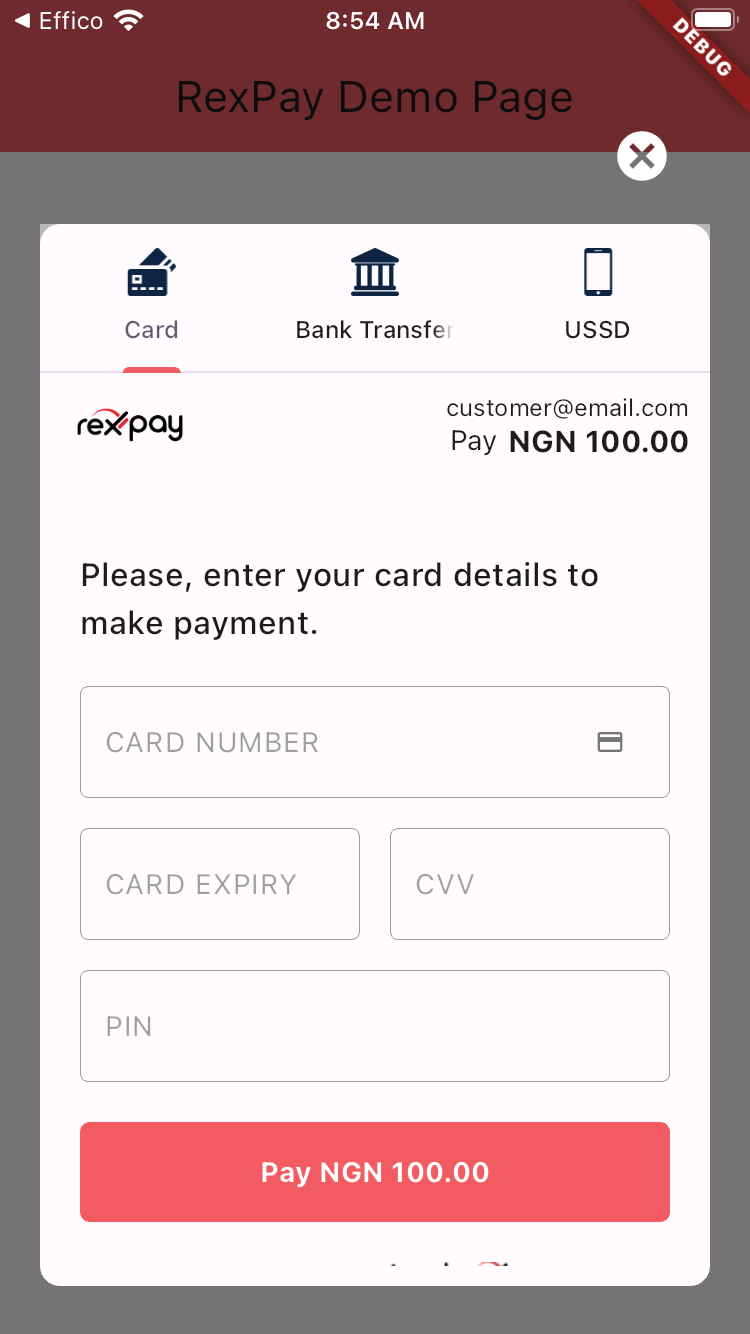 ◀ Effico
8:54 AM
DEBUG
RexPay Demo Page
Card
Bank Transfer
USSD
rexpay
customer@email.com
Pay NGN 100.00
Please, enter your card details to
make payment.
CARD NUMBER
CARD EXPIRY
CVV
PIN
Pay NGN 100.00